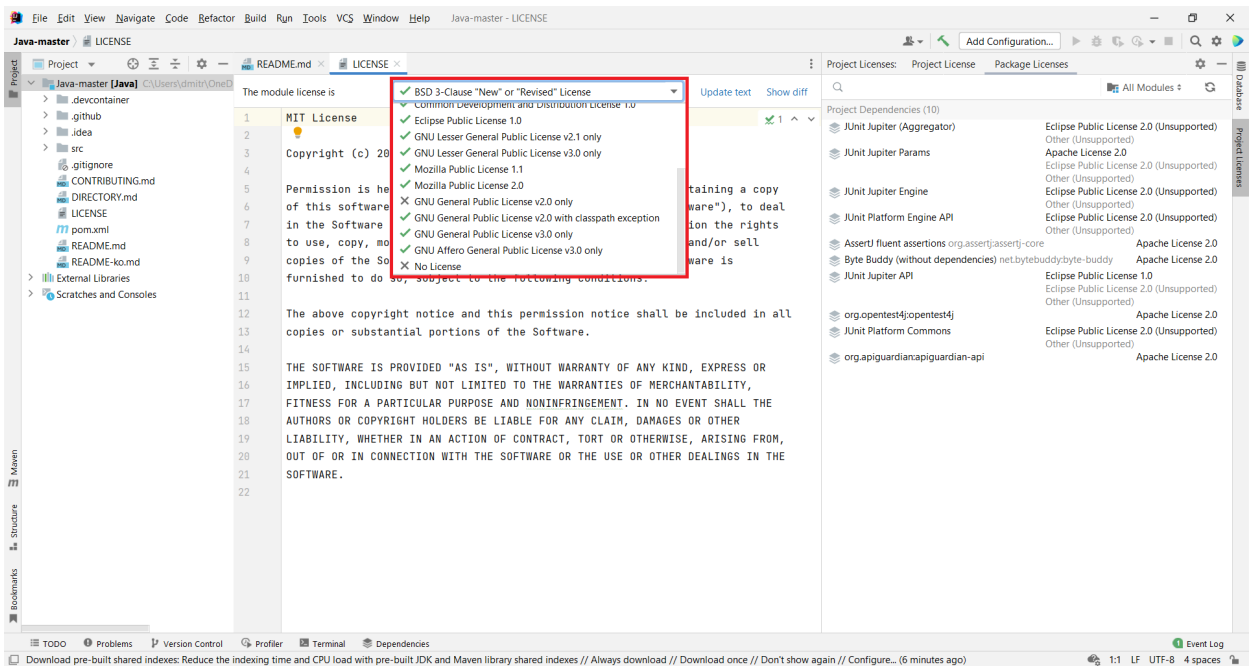 File Edit View Navigate Code Refactor Build Run Tools VCS Window Help Java-master - LICENSE
Java-master LICENSE Add Configuration...
Project
README.md
LICENSE
Project Licenses: Project License Package Licenses
Java-master [Java] C:\Users\dmitr\OneD
.devcontainer
.github
.idea
src
.gitignore
CONTRIBUTING.md
DIRECTORY.md
LICENSE
pom.xml
README.md
README-ko.md
External Libraries
Scratches and Consoles
The module license is
BSD 3-Clause "New" or "Revised" License
Update text Show diff
Common Development and Distribution License 1.0
Eclipse Public License 1.0
GNU Lesser General Public License v2.1 only
GNU Lesser General Public License v3.0 only
Mozilla Public License 1.1
Mozilla Public License 2.0
GNU General Public License v2.0 only
GNU General Public License v2.0 with classpath exception
GNU General Public License v3.0 only
GNU Affero General Public License v3.0 only
No License
1 MIT License 1
2
3 Copyright (c) 20
4
5 Permission is he taining a copy
6 of this software ware"), to deal
7 in the Software ion the rights
8 to use, copy, mo and/or sell
9 copies of the So ware is
10 furnished to do so, subject to the following conditions:
11
12 The above copyright notice and this permission notice shall be included in all
13 copies or substantial portions of the Software.
14
15 THE SOFTWARE IS PROVIDED "AS IS", WITHOUT WARRANTY OF ANY KIND, EXPRESS OR
16 IMPLIED, INCLUDING BUT NOT LIMITED TO THE WARRANTIES OF MERCHANTABILITY,
17 FITNESS FOR A PARTICULAR PURPOSE AND NONINFRINGEMENT. IN NO EVENT SHALL THE
18 AUTHORS OR COPYRIGHT HOLDERS BE LIABLE FOR ANY CLAIM, DAMAGES OR OTHER
19 LIABILITY, WHETHER IN AN ACTION OF CONTRACT, TORT OR OTHERWISE, ARISING FROM,
20 OUT OF OR IN CONNECTION WITH THE SOFTWARE OR THE USE OR OTHER DEALINGS IN THE
21 SOFTWARE.
22
All Modules
Project Dependencies (10)
JUnit Jupiter (Aggregator) Eclipse Public License 2.0 (Unsupported)
Other (Unsupported)
JUnit Jupiter Params Apache License 2.0
Eclipse Public License 2.0 (Unsupported)
Other (Unsupported)
JUnit Jupiter Engine Eclipse Public License 2.0 (Unsupported)
Other (Unsupported)
JUnit Platform Engine API Eclipse Public License 2.0 (Unsupported)
Other (Unsupported)
AssertJ fluent assertions org.assertj:assertj-core Apache License 2.0
Byte Buddy (without dependencies) net.bytebuddy:byte-buddy Apache License 2.0
JUnit Jupiter API Eclipse Public License 1.0
Eclipse Public License 2.0 (Unsupported)
Other (Unsupported)
org.opentest4j:opentest4j Apache License 2.0
JUnit Platform Commons Eclipse Public License 2.0 (Unsupported)
Other (Unsupported)
org.apiguardian:apiguardian-api Apache License 2.0
Project
Maven
Structure
Bookmarks
Database
Project Licenses
TODO Problems Version Control Profiler Terminal Dependencies 1 Event Log
Download pre-built shared indexes: Reduce the indexing time and CPU load with pre-built JDK and Maven library shared indexes // Always download // Download once // Don't show again // Configure... (6 minutes ago) 1:1 LF UTF-8 4 spaces